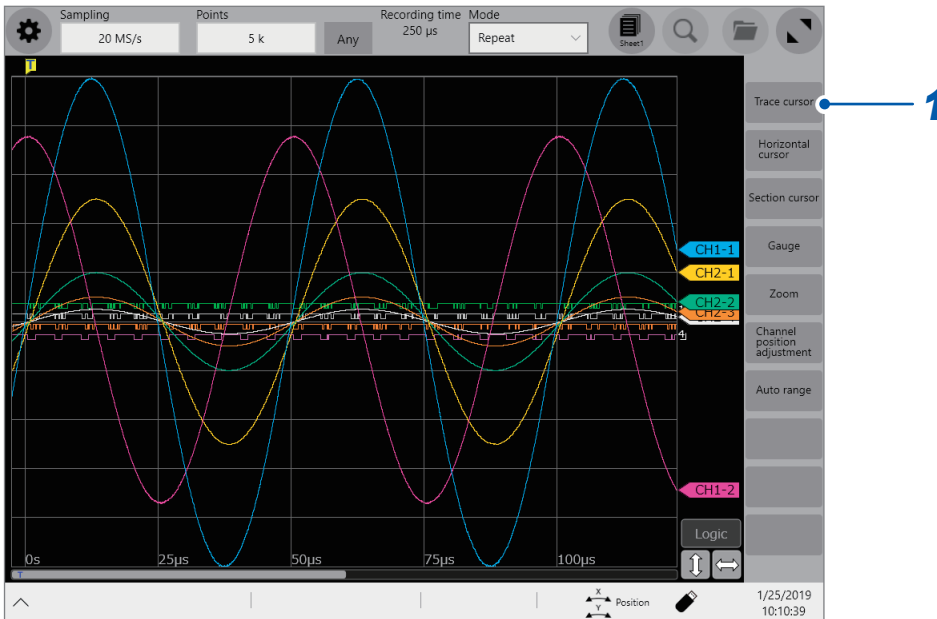 Sampling
Points
Recording time
Mode
20 MS/s
5 k
Any
250 µs
Repeat
Sheet1
T
Trace cursor
1
Horizontal
cursor
Section cursor
Gauge
Zoom
Channel
position
adjustment
Auto range
CH1-1
CH2-1
CH2-2
CH2-3
CH1-2
Logic
0s
25µs
50µs
75µs
100µs
T
X
Y
Position
1/25/2019
10:10:39